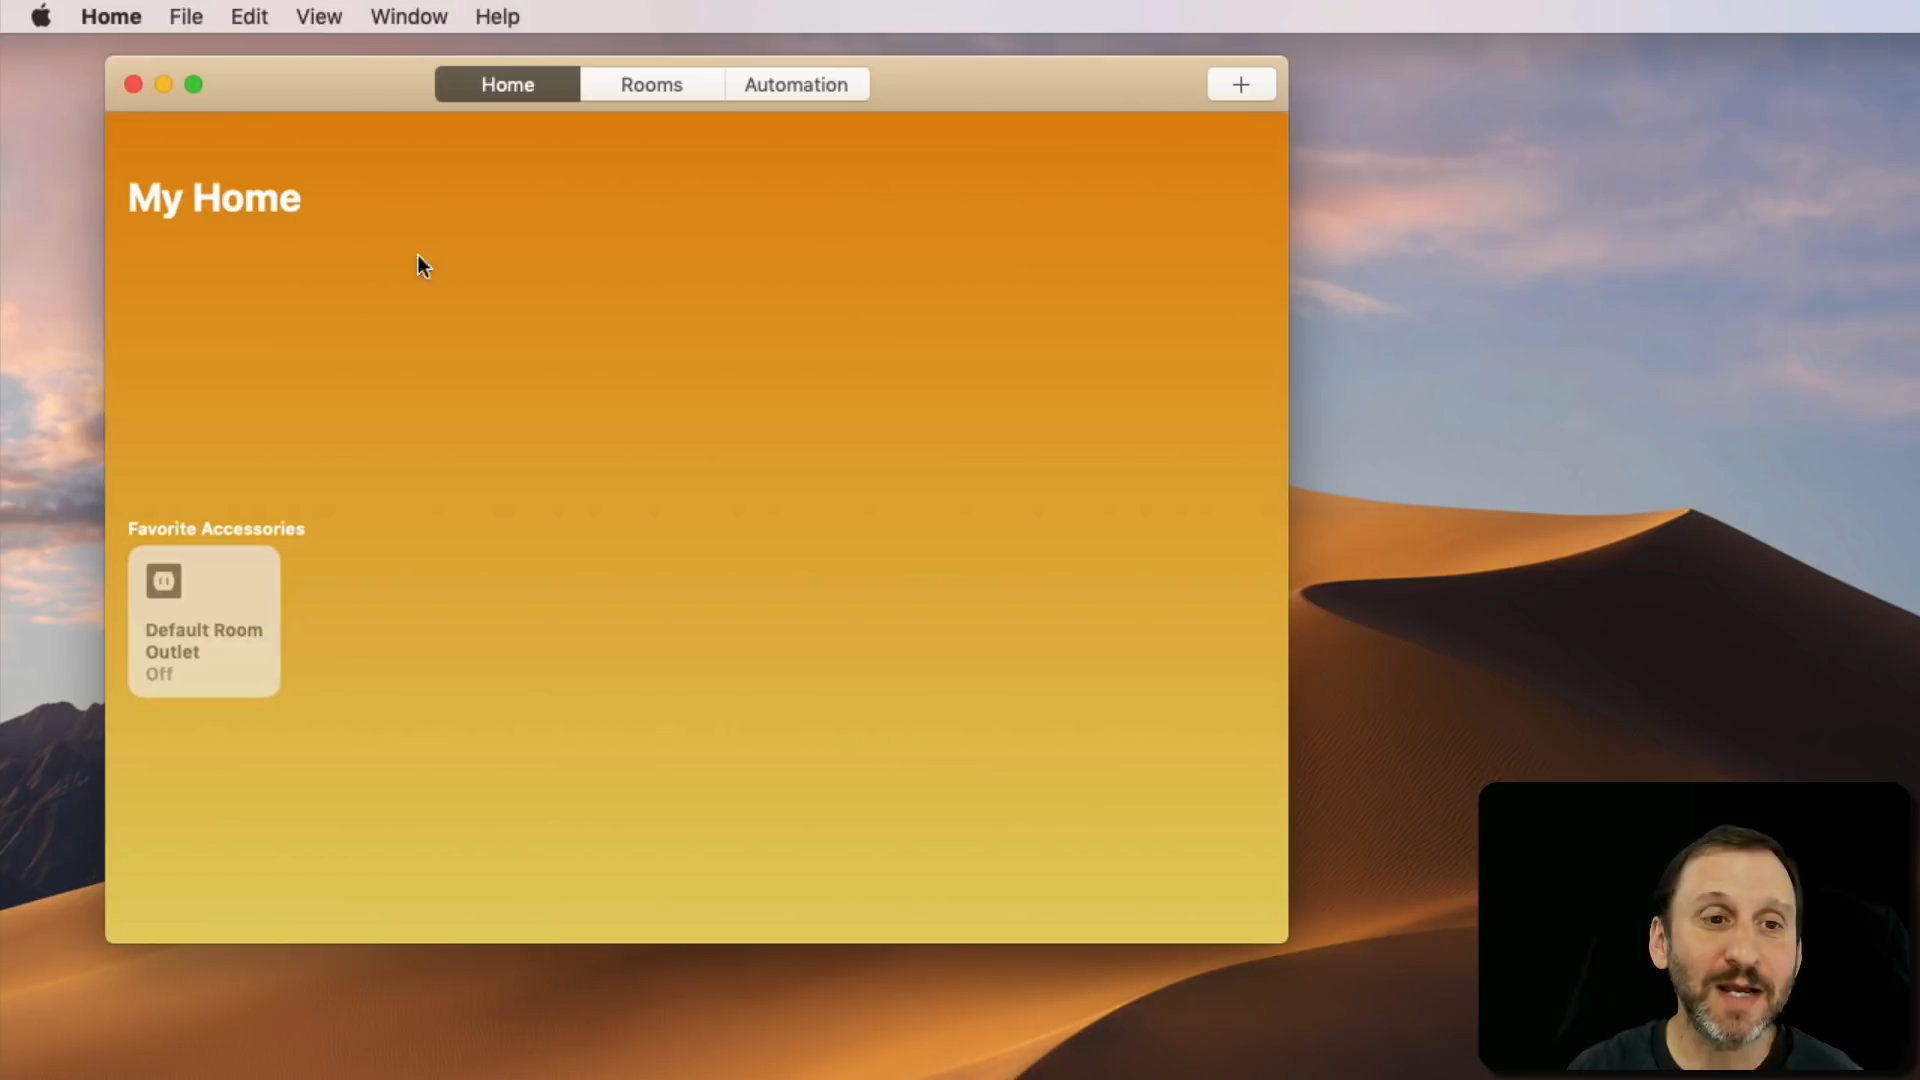 Home File Edit View Window Help
Home Rooms Automation
My Home
Favorite Accessories
Default Room
Outlet
Off